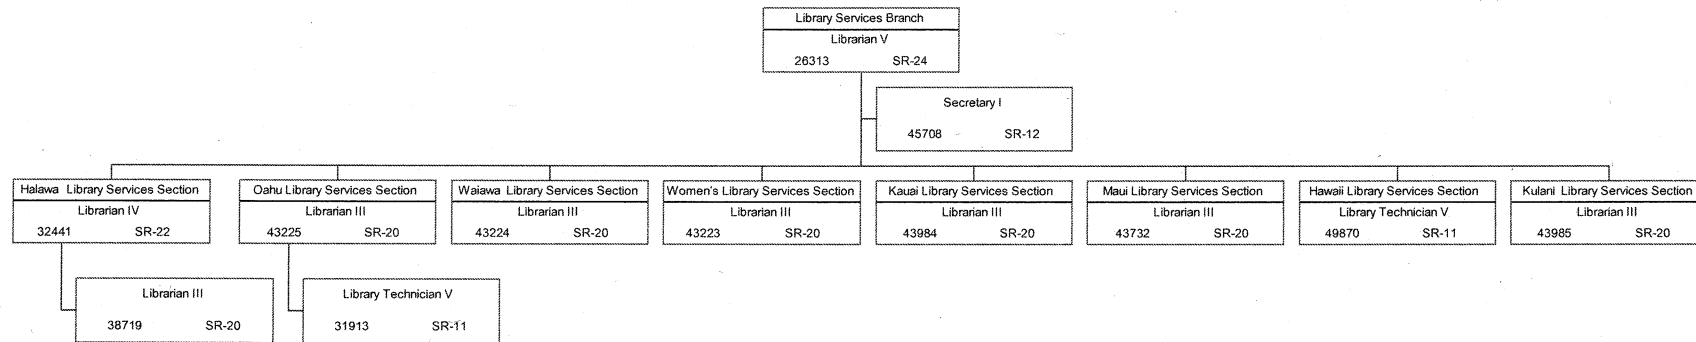 Library Services Branch
Librarian V
26313 SR-24
Secretary I
45708 SR-12
Halawa Library Services Section
Librarian IV
32441 SR-22
Oahu Library Services Section
Librarian III
43225 SR-20
Waiawa Library Services Section
Librarian III
43224 SR-20
Women's Library Services Section
Librarian III
43223 SR-20
Kauai Library Services Section
Librarian III
43984 SR-20
Maui Library Services Section
Librarian III
43732 SR-20
Hawaii Library Services Section
Library Technician V
49870 SR-11
Kulani Library Services Section
Librarian III
43985 SR-20
Librarian III
38719 SR-20
Library Technician V
31913 SR-11